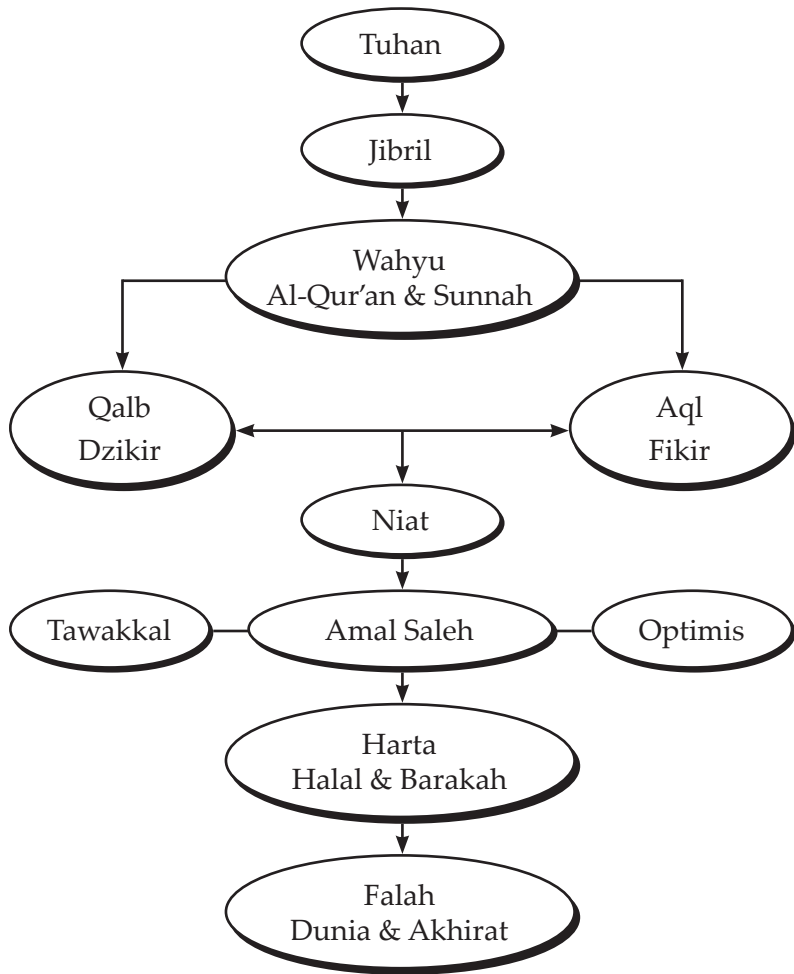 Tuhan
Jibril
Wahyu
Al-Qur’an & Sunnah
Qalb
Dzikir
Aql
Fikir
Niat
Tawakkal
Amal Saleh
Optimis
Harta
Halal & Barakah
Falah
Dunia & Akhirat